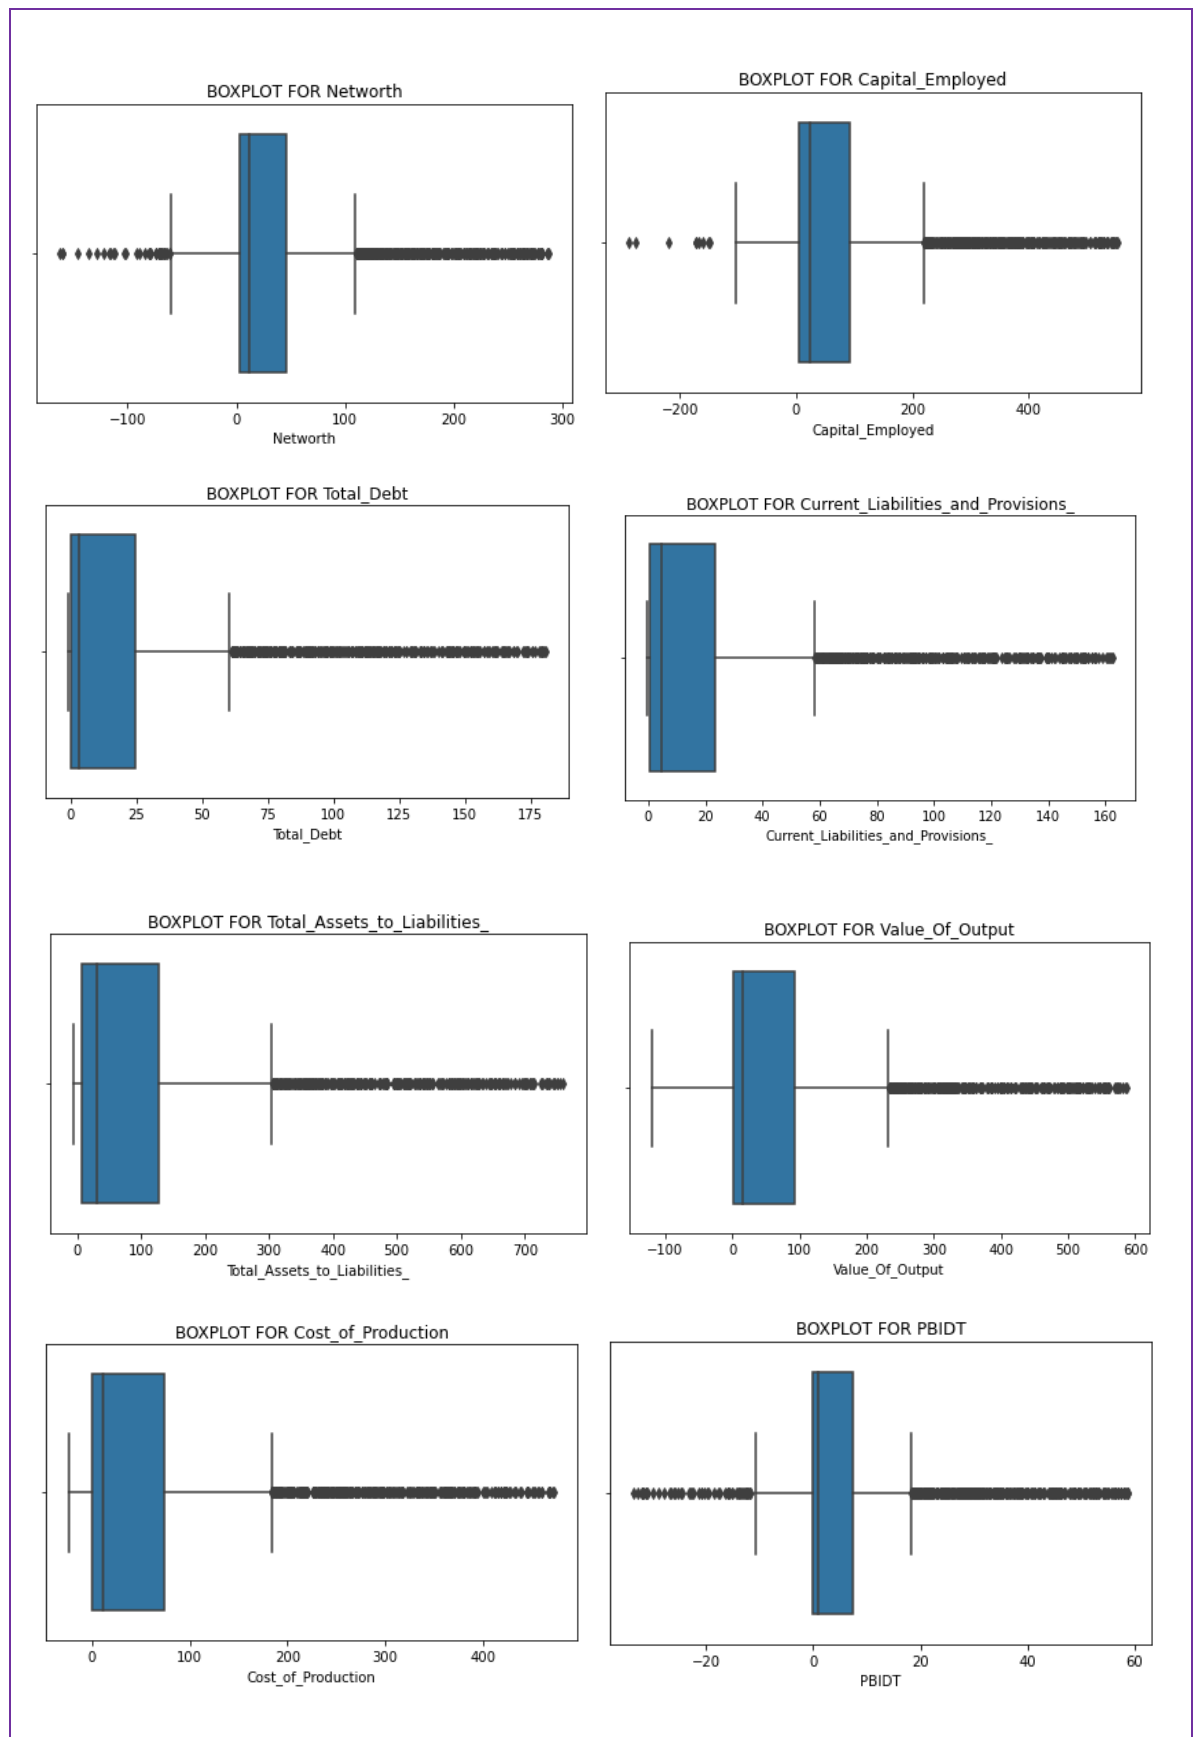 BOXPLOT FOR Networth
−100 0 100 200 300
Networth
BOXPLOT FOR Capital_Employed
−200 0 200 400
Capital_Employed
BOXPLOT FOR Total_Debt
0 25 50 75 100 125 150 175
Total_Debt
BOXPLOT FOR Current_Liabilities_and_Provisions_
0 20 40 60 80 100 120 140 160
Current_Liabilities_and_Provisions_
BOXPLOT FOR Total_Assets_to_Liabilities_
0 100 200 300 400 500 600 700
Total_Assets_to_Liabilities_
BOXPLOT FOR Value_Of_Output
−100 0 100 200 300 400 500 600
Value_Of_Output
BOXPLOT FOR Cost_of_Production
0 100 200 300 400
Cost_of_Production
BOXPLOT FOR PBIDT
−20 0 20 40 60
PBIDT